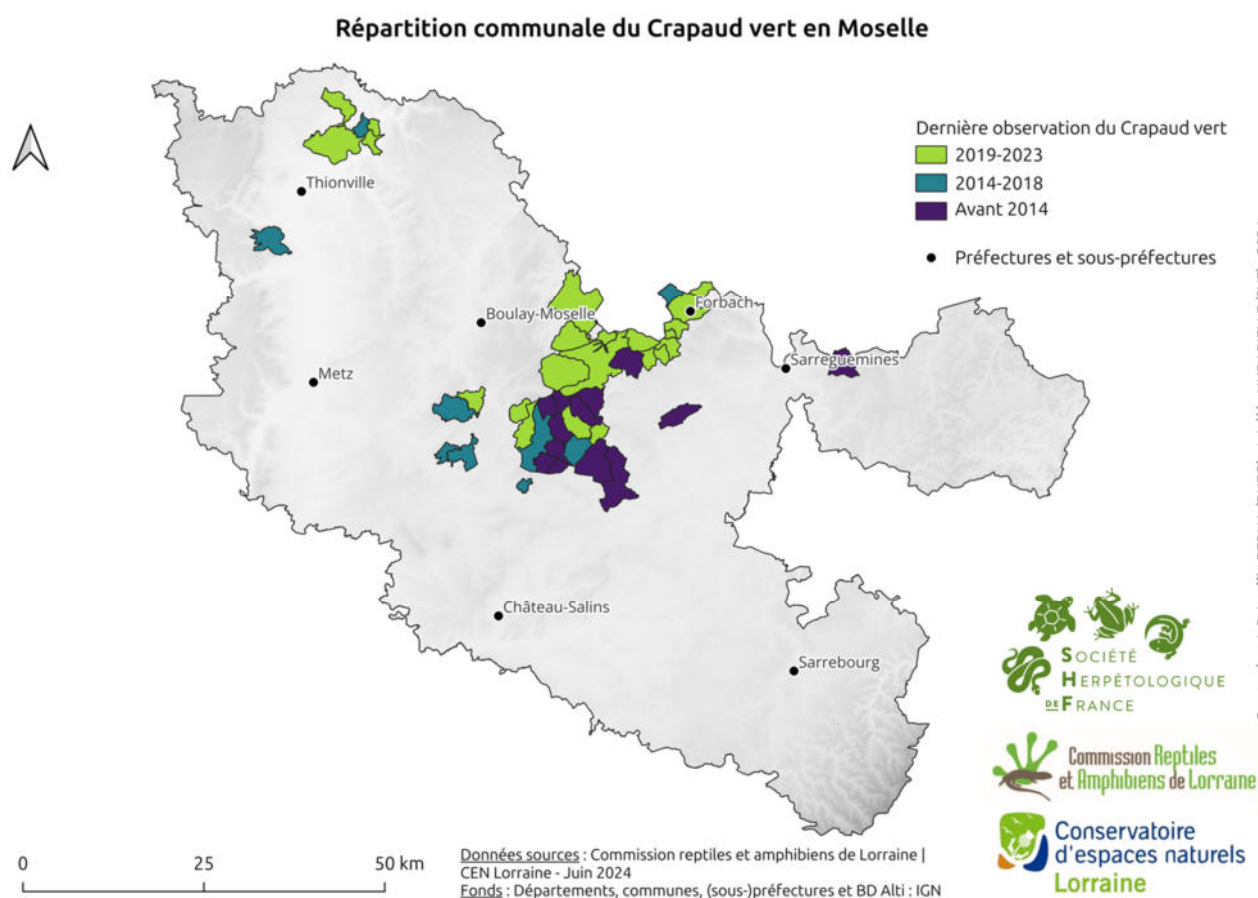 Répartition communale du Crapaud vert en Moselle
Dernière observation du Crapaud vert
2019-2023
2014-2018
Avant 2014
Préfectures et sous-préfectures
Thionville
Boulay-Moselle
Forbach
Metz
Sarreguemines
Château-Salins
Sarrebourg
SOCIÉTÉ
HERPÉTOLOGIQUE
DE FRANCE
Commission Reptiles
et Amphibiens de Lorraine
Conservatoire
d'espaces naturels
Lorraine
0 25 50 km
Données sources : Commission reptiles et amphibiens de Lorraine |
CEN Lorraine - Juin 2024
Fonds : Départements, communes, (sous-)préfectures et BD Alti : IGN